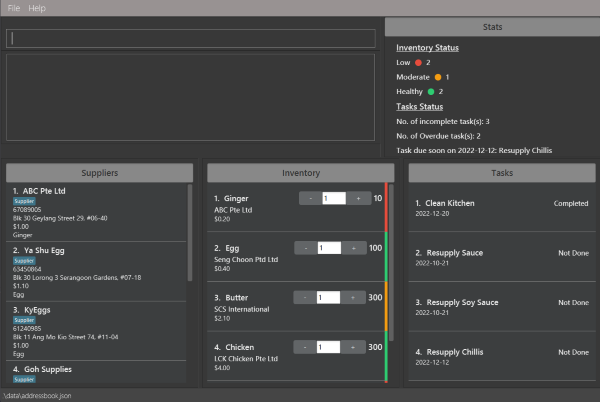 File Help
Stats
Inventory Status
Low 2
Moderate 1
Healthy 2
Tasks Status
No. of incomplete task(s): 3
No. of Overdue task(s): 2
Task due soon on 2022-12-12: Resupply Chillis
Suppliers
1. ABC Pte Ltd
Supplier
67089005
Blk 30 Geylang Street 29, #06-40
$1.00
Ginger
2. Ya Shu Egg
Supplier
63450864
Blk 30 Lorong 3 Serangoon Gardens, #07-18
$1.10
Egg
3. KyEggs
Supplier
61240985
Blk 11 Ang Mo Kio Street 74, #11-04
$1.00
Egg
4. Goh Supplies
Supplier
Inventory
1. Ginger - 1 + 10
ABC Pte Ltd
$0.20
2. Egg - 1 + 100
Seng Choon Ptd Ltd
$0.40
3. Butter - 1 + 300
SCS International
$2.10
4. Chicken - 1 + 300
LCK Chicken Pte Ltd
$4.00
Tasks
1. Clean Kitchen Completed
2022-12-20
2. Resupply Sauce Not Done
2022-10-21
3. Resupply Soy Sauce Not Done
2022-10-21
4. Resupply Chillis Not Done
2022-12-12
\data\addressbook.json